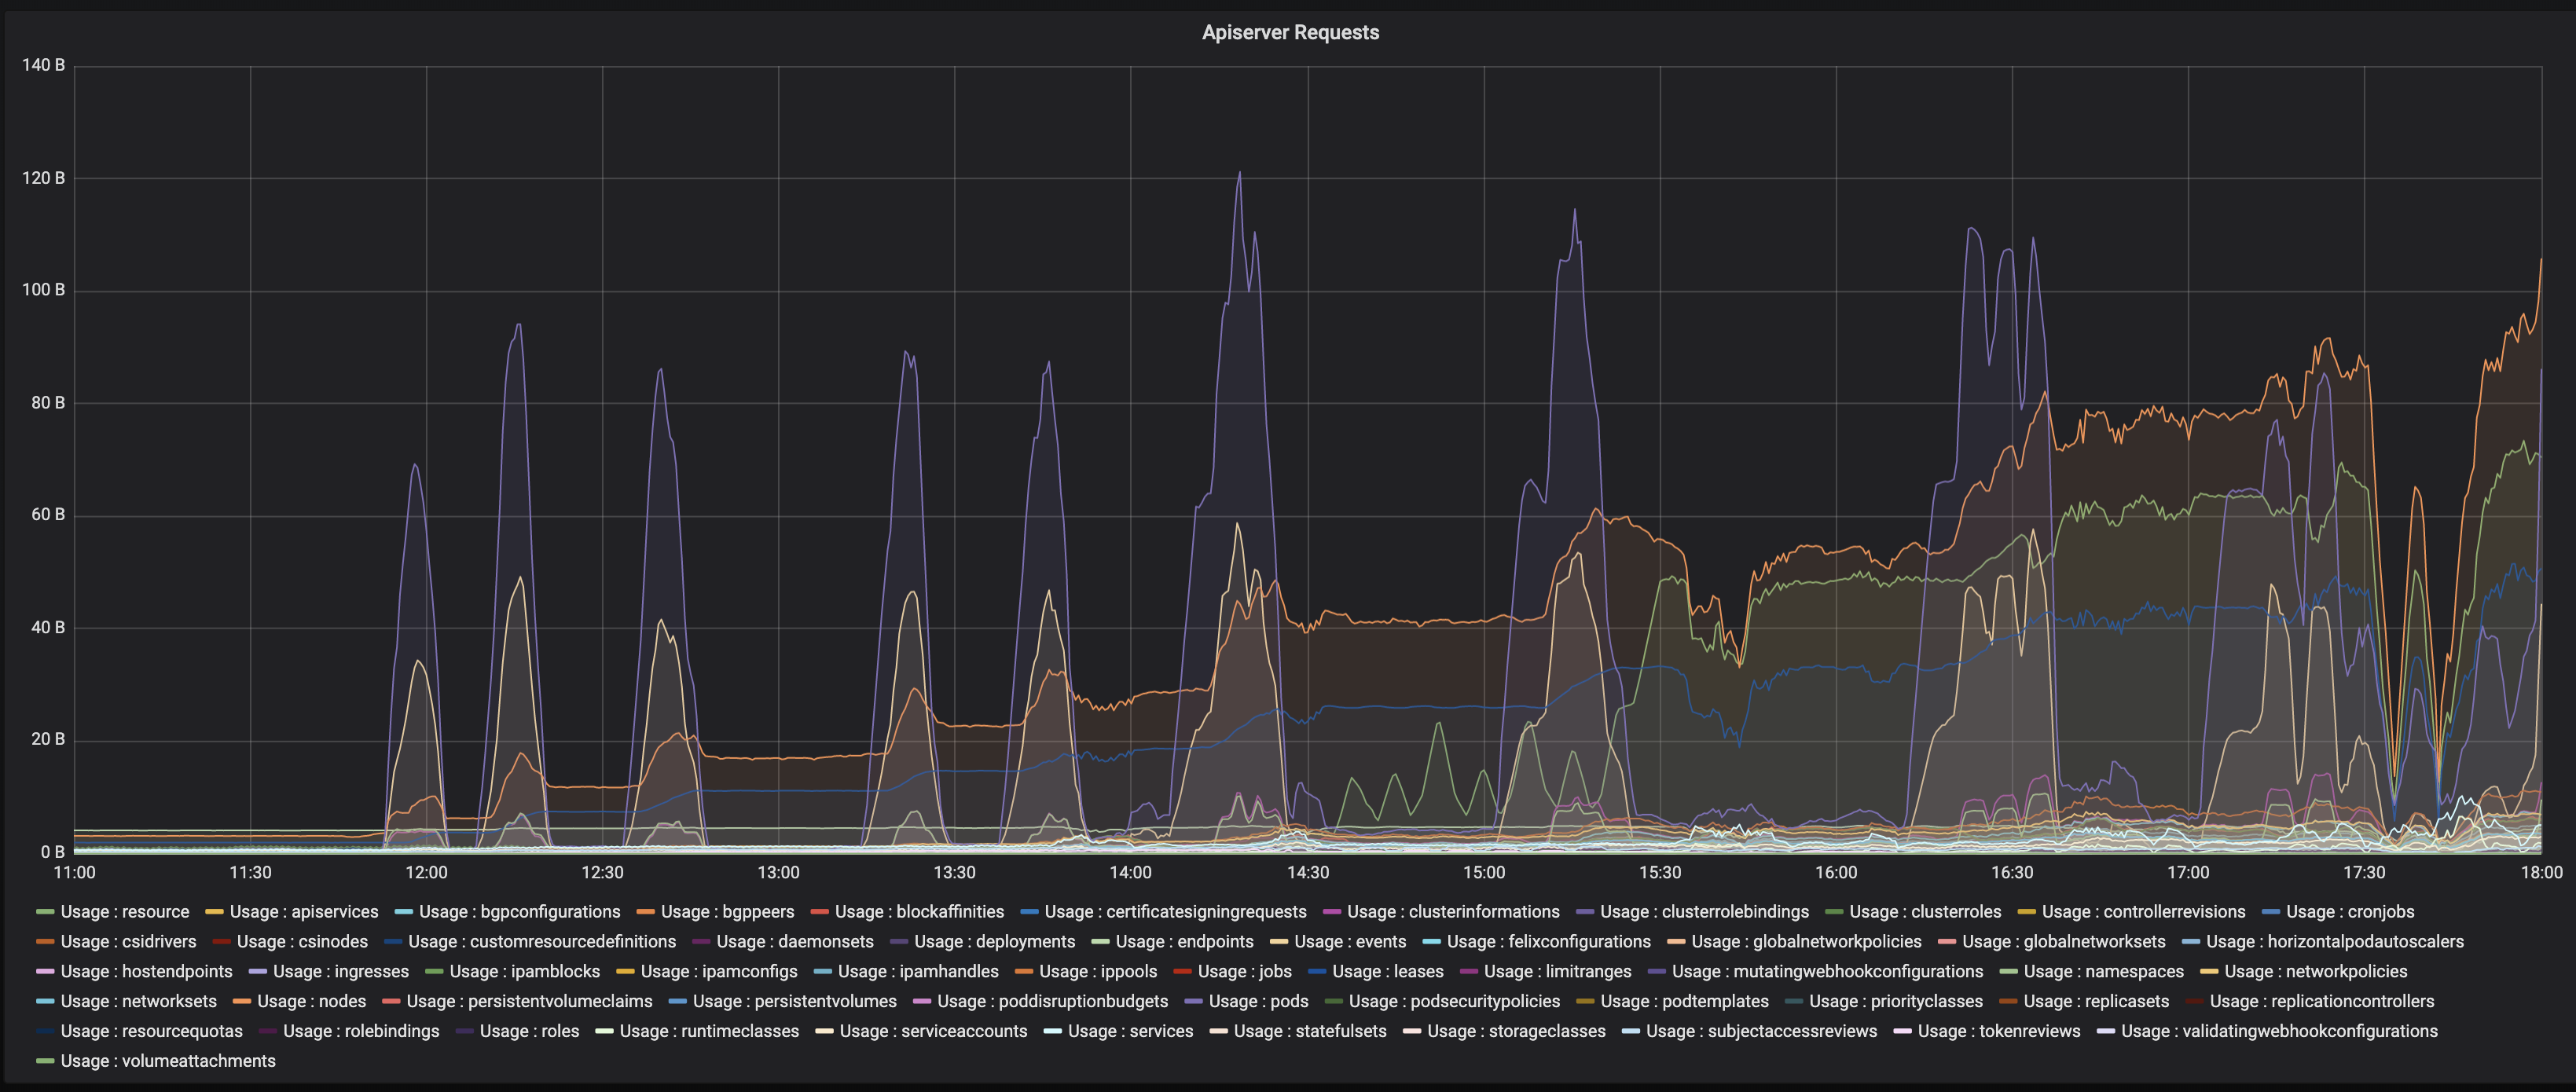 Apiserver Requests
140 B
120 B
100 B
80 B
60 B
40 B
20 B
0 B
11:00 11:30 12:00 12:30 13:00 13:30 14:00 14:30 15:00 15:30 16:00 16:30 17:00 17:30 18:00
Usage : resource Usage : apiservices Usage : bgpconfigurations Usage : bgppeers Usage : blockaffinities Usage : certificatesigningrequests Usage : clusterinformations Usage : clusterrolebindings Usage : clusterroles Usage : controllerrevisions Usage : cronjobs
Usage : csidrivers Usage : csinodes Usage : customresourcedefinitions Usage : daemonsets Usage : deployments Usage : endpoints Usage : events Usage : felixconfigurations Usage : globalnetworkpolicies Usage : globalnetworksets Usage : horizontalpodautoscalers
Usage : hostendpoints Usage : ingresses Usage : ipamblocks Usage : ipamconfigs Usage : ipamhandles Usage : ippools Usage : jobs Usage : leases Usage : limitranges Usage : mutatingwebhookconfigurations Usage : namespaces Usage : networkpolicies
Usage : networksets Usage : nodes Usage : persistentvolumeclaims Usage : persistentvolumes Usage : poddisruptionbudgets Usage : pods Usage : podsecuritypolicies Usage : podtemplates Usage : priorityclasses Usage : replicasets Usage : replicationcontrollers
Usage : resourcequotas Usage : rolebindings Usage : roles Usage : runtimeclasses Usage : serviceaccounts Usage : services Usage : statefulsets Usage : storageclasses Usage : subjectaccessreviews Usage : tokenreviews Usage : validatingwebhookconfigurations
Usage : volumeattachments